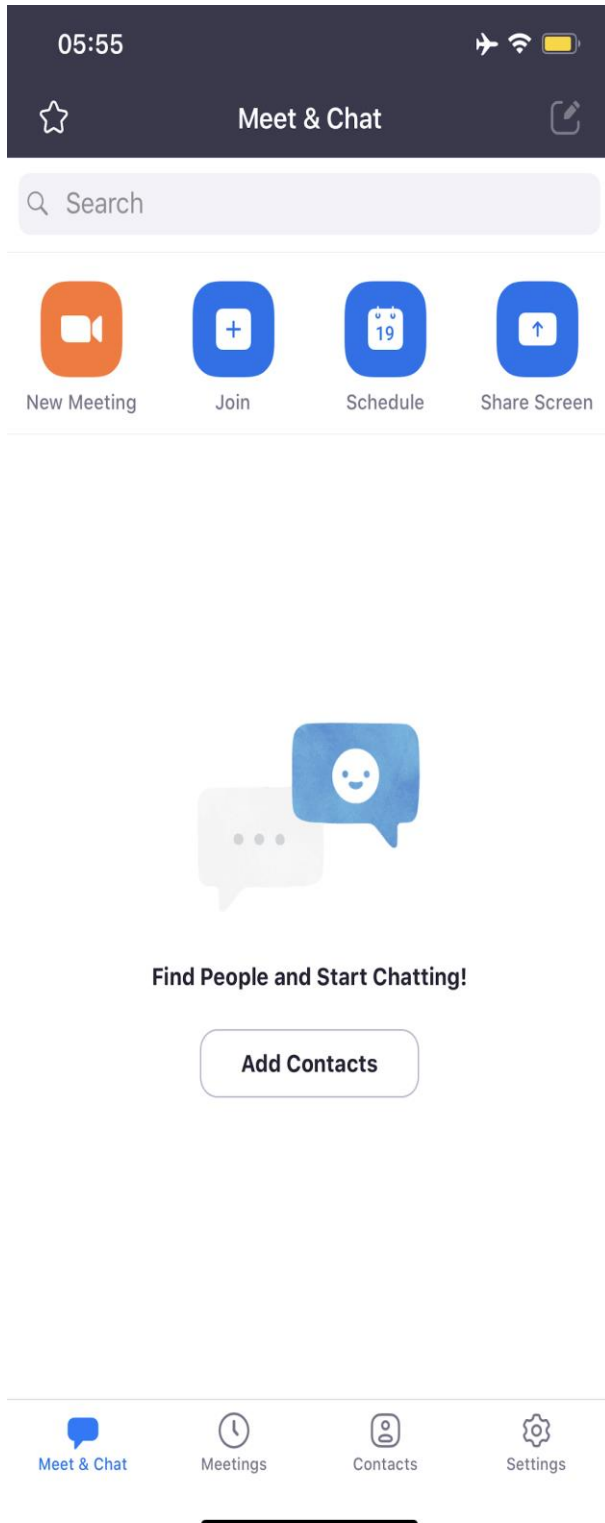 05:55
Meet & Chat
Search
19
New Meeting Join Schedule Share Screen
Find People and Start Chatting!
Add Contacts
Meet & Chat Meetings Contacts Settings